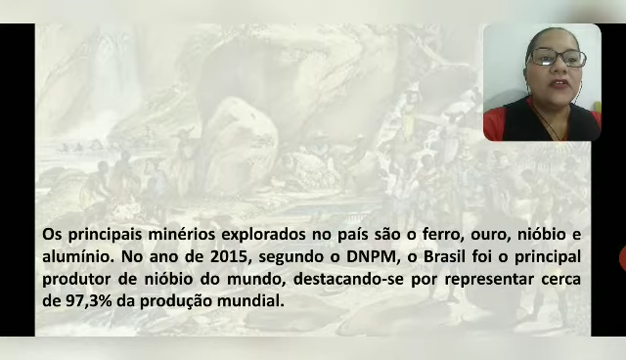 Os principais minérios explorados no país são o ferro, ouro, nióbio e
alumínio. No ano de 2015, segundo o DNPM, o Brasil foi o principal
produtor de nióbio do mundo, destacando-se por representar cerca
de 97,3% da produção mundial.